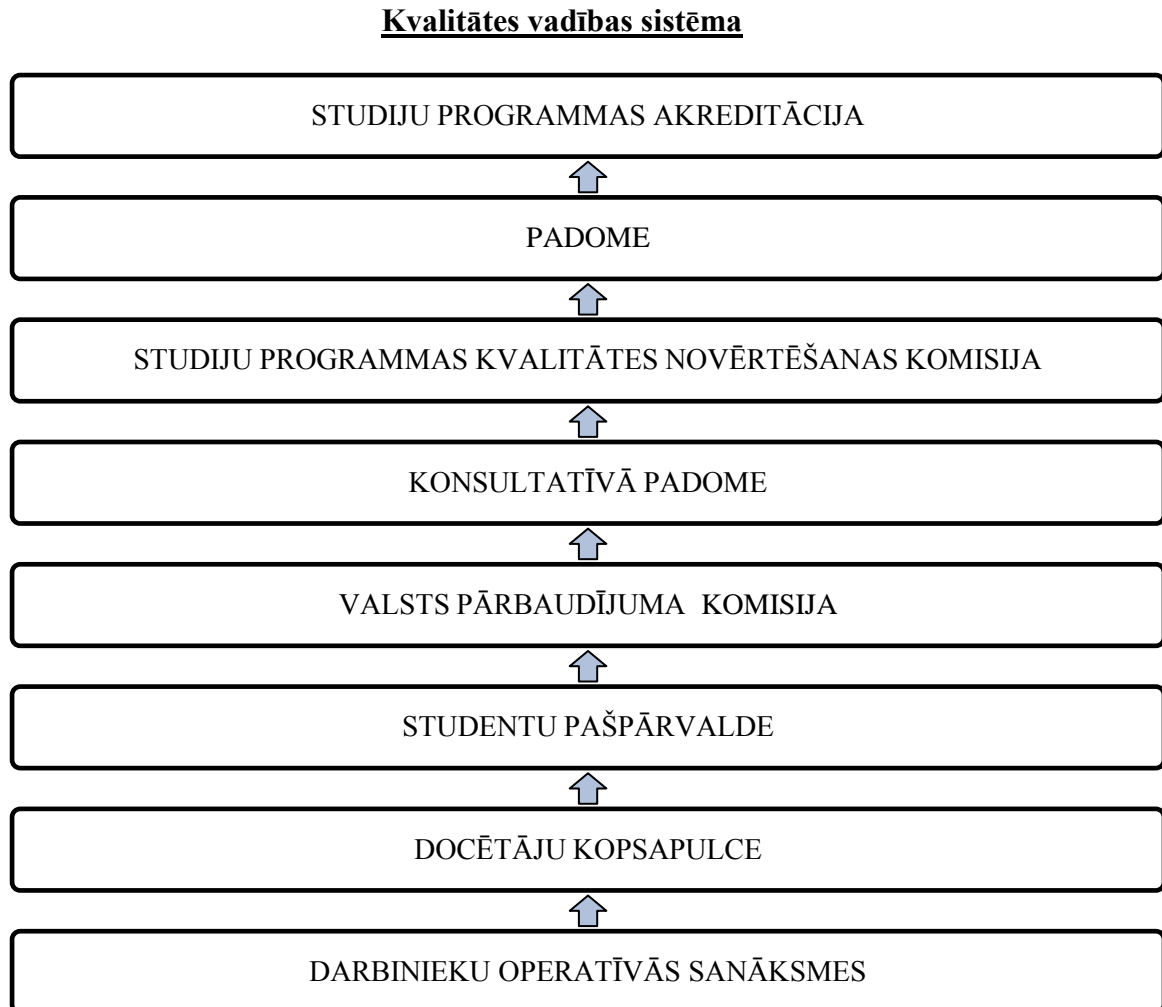 Kvalitātes vadības sistēma
STUDIJU PROGRAMMAS AKREDITĀCIJA
PADOME
STUDIJU PROGRAMMAS KVALITĀTES NOVĒRTĒŠANAS KOMISIJA
KONSULTATĪVĀ PADOME
VALSTS PĀRBAUDĪJUMA KOMISIJA
STUDENTU PAŠPĀRVALDE
DOCĒTĀJU KOPSAPULCE
DARBINIEKU OPERATĪVĀS SANĀKSMES